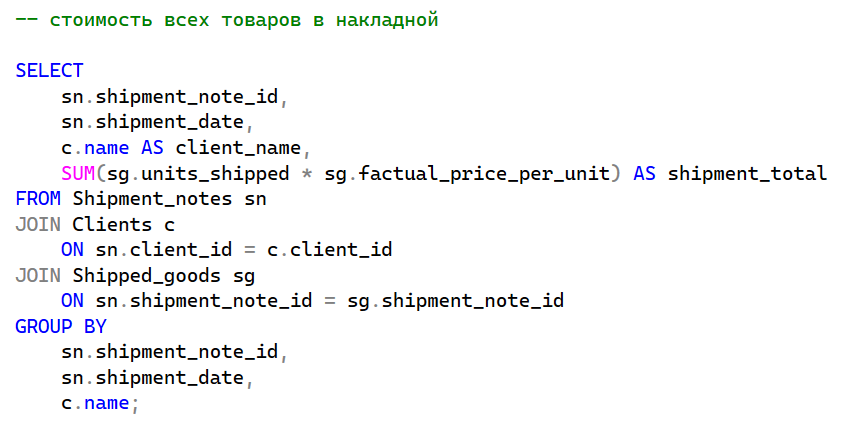 -- стоимость всех товаров в накладной
SELECT
    sn.shipment_note_id,
    sn.shipment_date,
    c.name AS client_name,
    SUM(sg.units_shipped * sg.factual_price_per_unit) AS shipment_total
FROM Shipment_notes sn
JOIN Clients c
    ON sn.client_id = c.client_id
JOIN Shipped_goods sg
    ON sn.shipment_note_id = sg.shipment_note_id
GROUP BY
    sn.shipment_note_id,
    sn.shipment_date,
    c.name;